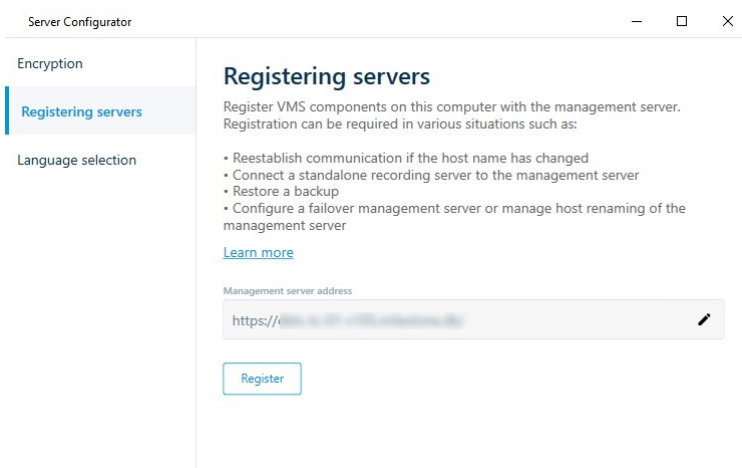 Server Configurator
Encryption
Registering servers
Language selection
Registering servers
Register VMS components on this computer with the management server.
Registration can be required in various situations such as:
• Reestablish communication if the host name has changed
• Connect a standalone recording server to the management server
• Restore a backup
• Configure a failover management server or manage host renaming of the
management server
Learn more
Management server address
https://
Register